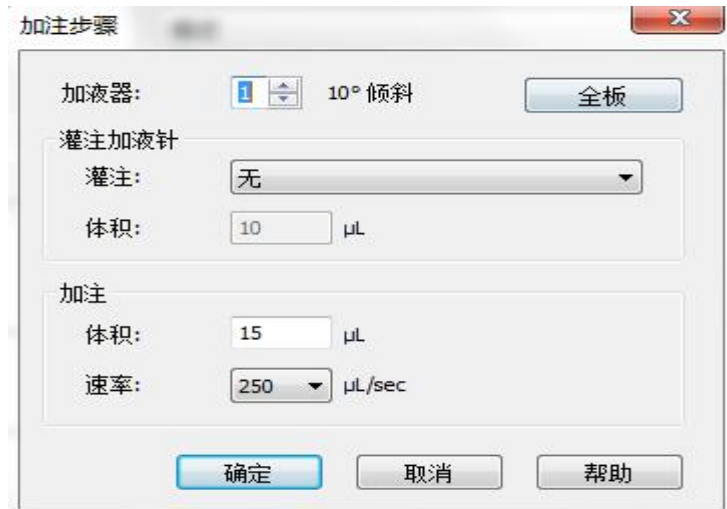 加注步骤
加液器: 1 10° 倾斜 全板
灌注加液针
灌注: 无
体积: 10 µL
加注
体积: 15 µL
速率: 250 µL/sec
确定 取消 帮助